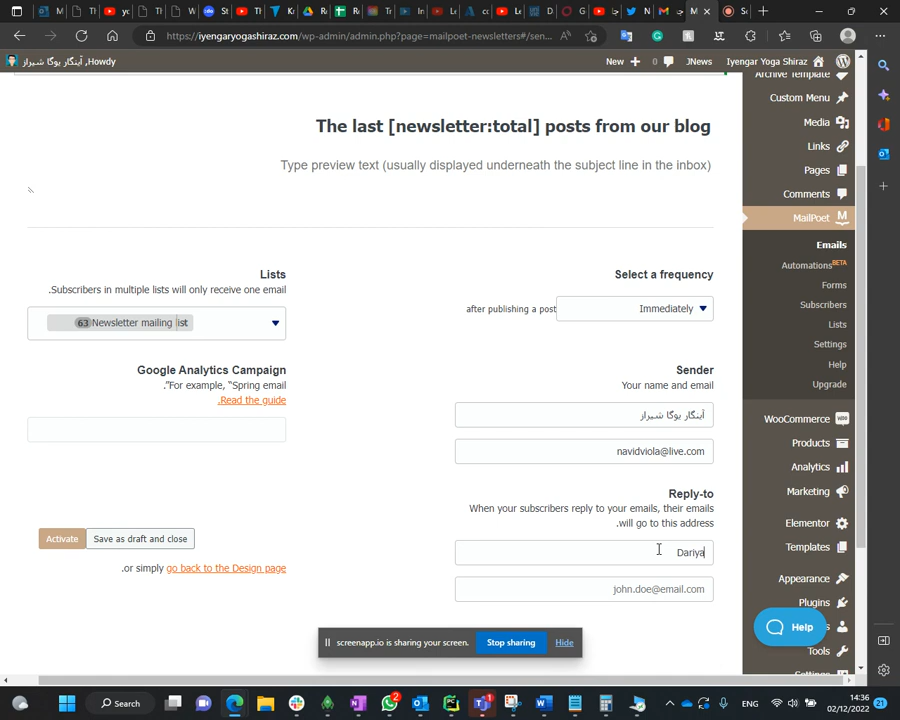 https://iyengaryogashiraz.com/wp-admin/admin.php?page=mailpoet-newsletters#/sen...
Howdy, آینگار یوگا شیراز
New
0
JNews
Iyengar Yoga Shiraz
Archive Template
Custom Menu
Media
Links
Pages
Comments
MailPoet
Emails
Automations BETA
Forms
Subscribers
Lists
Settings
Help
Upgrade
WooCommerce
Products
Analytics
Marketing
Elementor
Templates
Appearance
Plugins
Tools
The last [newsletter:total] posts from our blog
Type preview text (usually displayed underneath the subject line in the inbox)
Select a frequency
Immediately
after publishing a post
Lists
.Subscribers in multiple lists will only receive one email
63 Newsletter mailing list
Sender
Your name and email
آینگار یوگا شیراز
navidviola@live.com
Google Analytics Campaign
.”For example, “Spring email
.Read the guide
Reply-to
When your subscribers reply to your emails, their emails
.will go to this address
Dariya
john.doe@email.com
Activate
Save as draft and close
.or simply go back to the Design page
Help
screenapp.io is sharing your screen.
Stop sharing
Hide
Search
2
1
ENG
14:36
02/12/2022
21